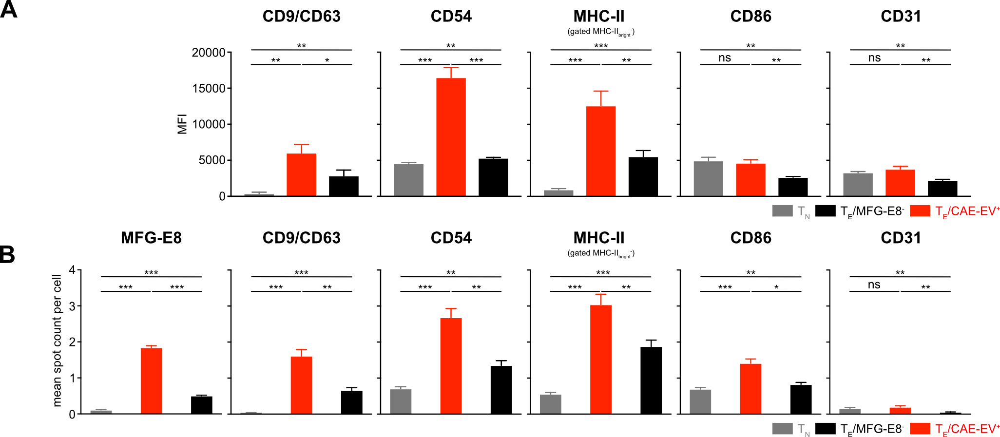 A
CD9/CD63 CD54 MHC-II CD86 CD31
(gated MHC-IIbright-)
** ** *** ** **
** * *** *** *** ** ns ** ns **
MFI
20000
15000
10000
5000
0
TN TE/MFG-E8- TE/CAE-EV+
B
MFG-E8 CD9/CD63 CD54 MHC-II CD86 CD31
(gated MHC-IIbright-)
*** *** ** *** ** **
*** *** *** ** *** ** *** ** *** * ns **
mean spot count per cell
4
3
2
1
0
TN TE/MFG-E8- TE/CAE-EV+